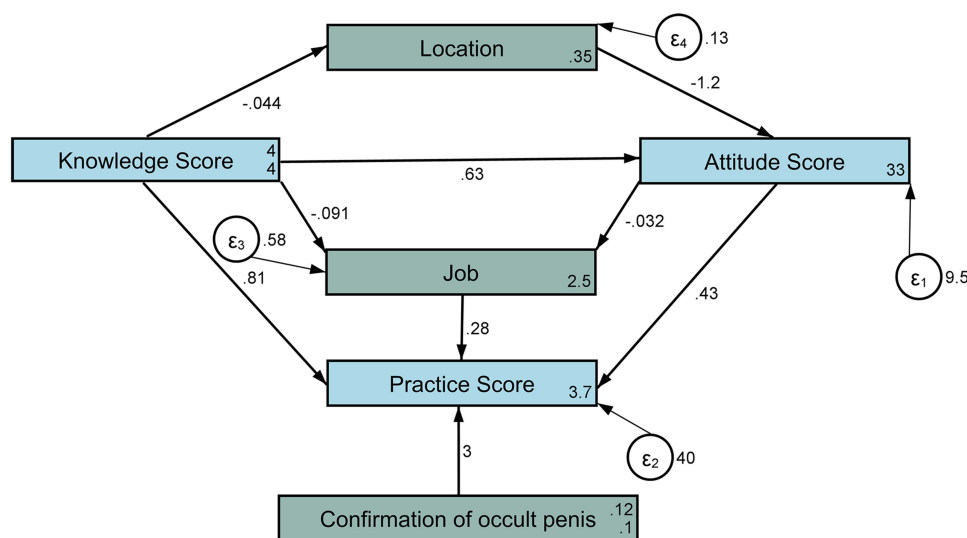 Location
.35
ε4 .13
-.044
-1.2
Knowledge Score
4
4
.63
Attitude Score
33
-.091
-.032
ε3 .58
.81
Job
2.5
ε1 9.5
.43
.28
Practice Score
3.7
ε2 40
3
Confirmation of occult penis
.12
.1